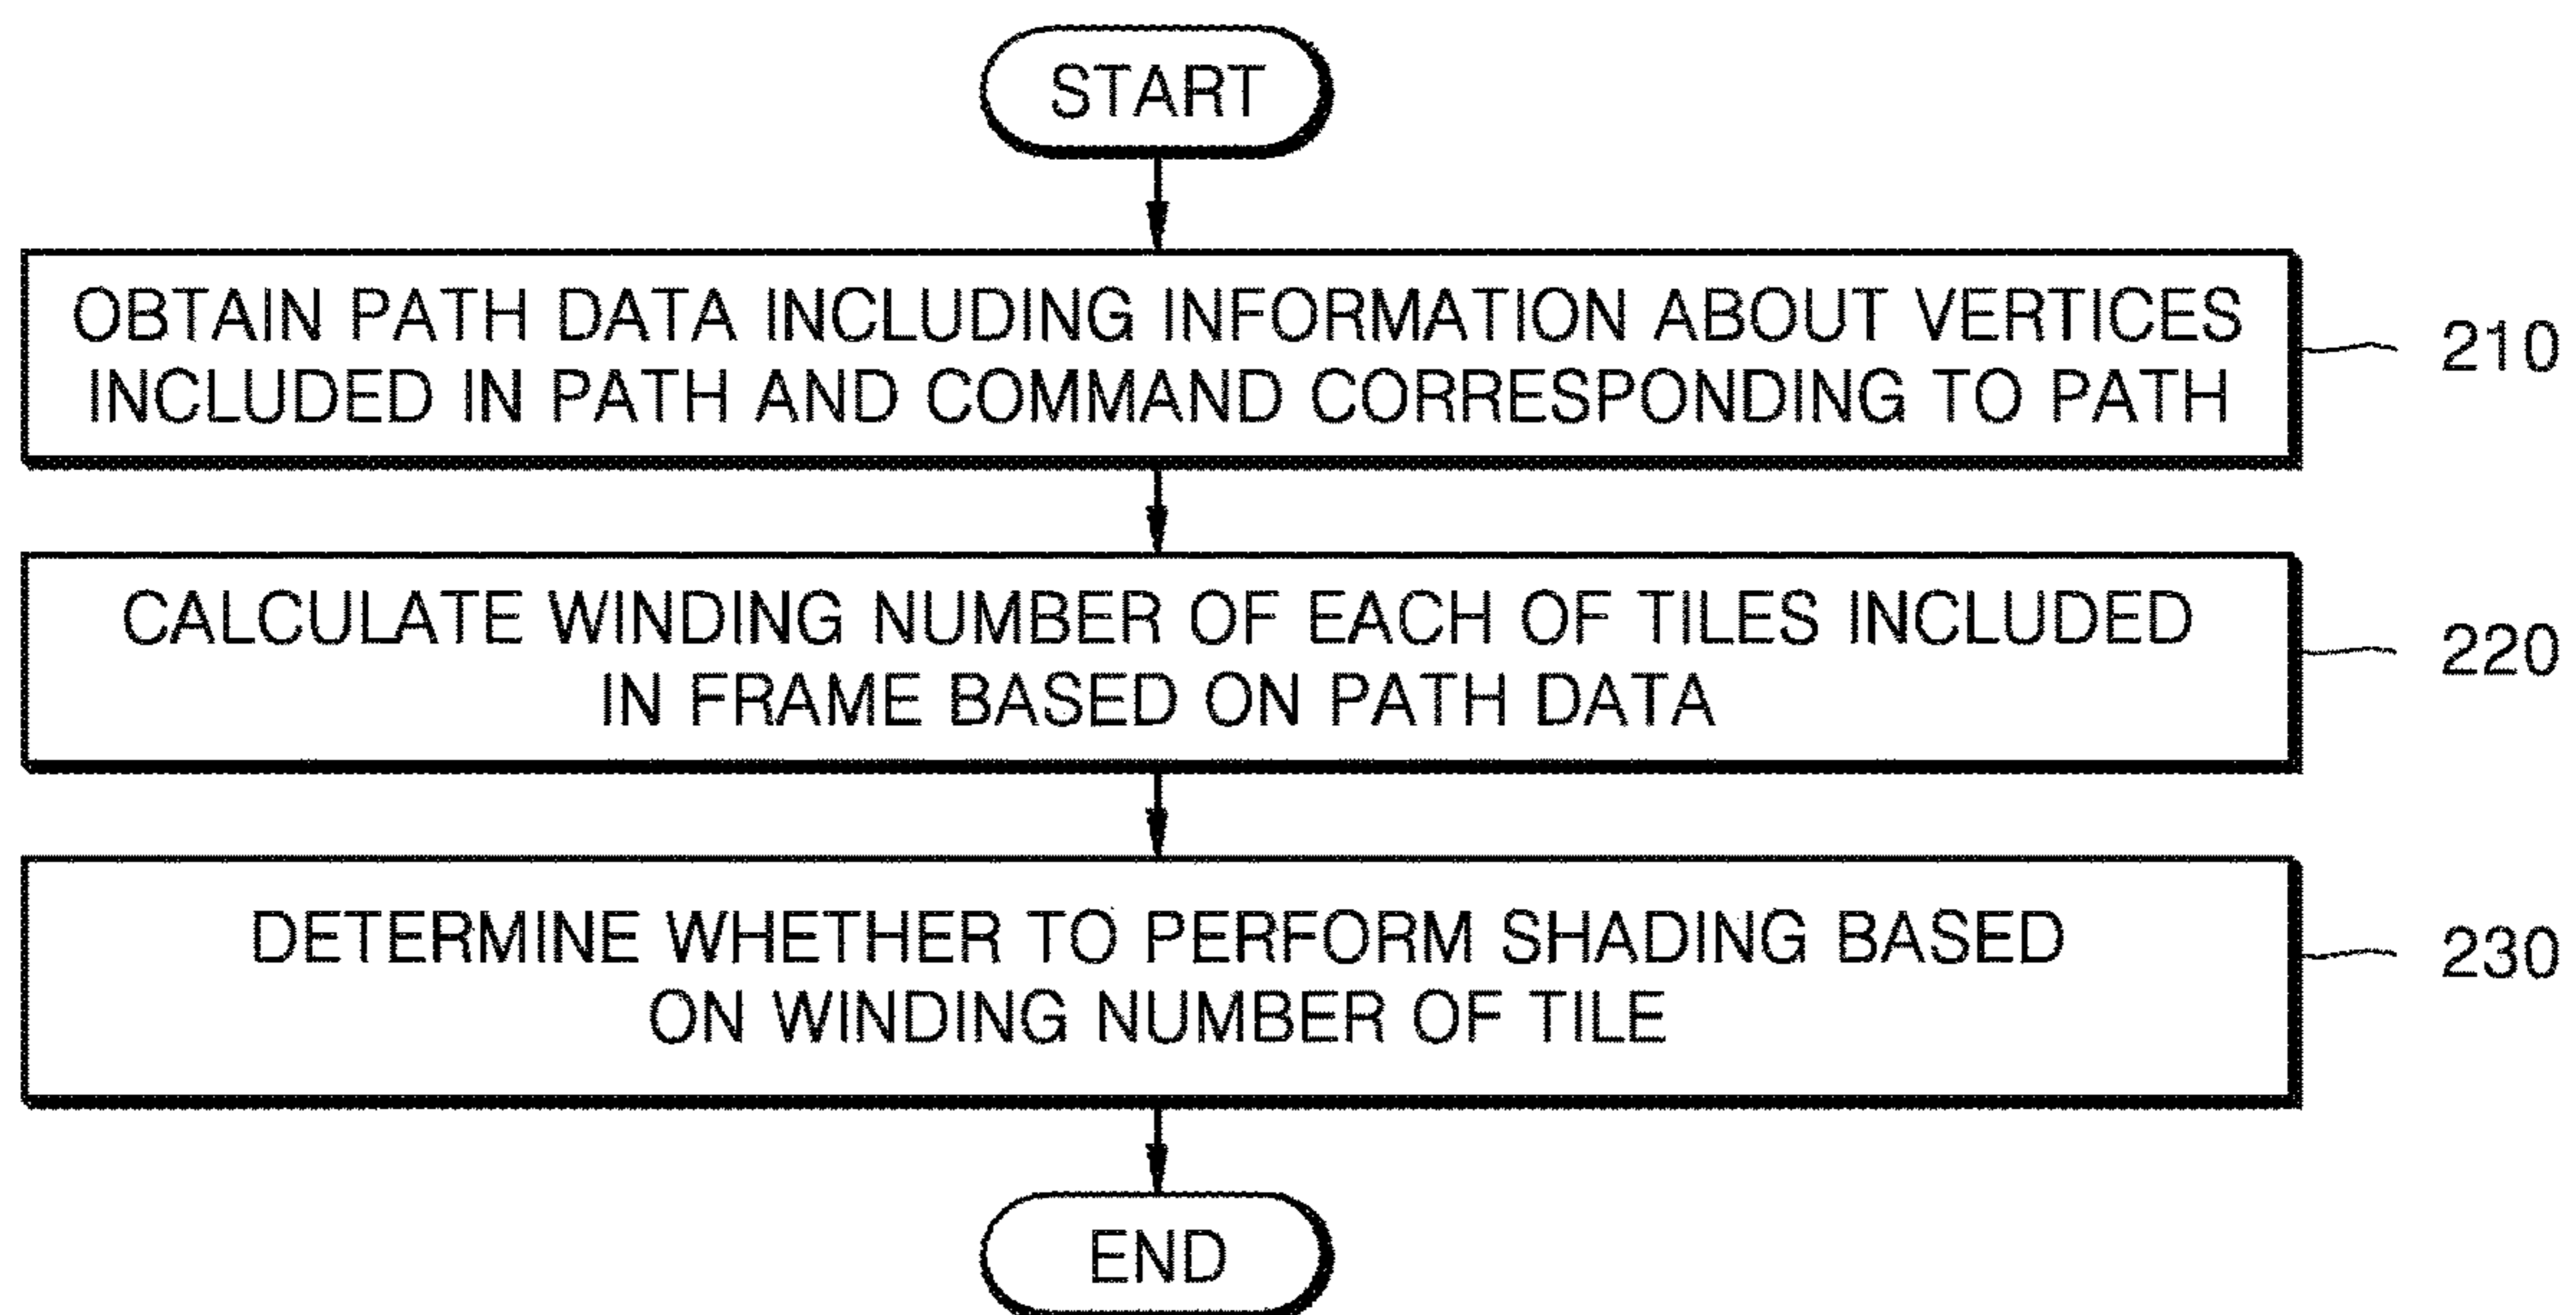 START
OBTAIN PATH DATA INCLUDING INFORMATION ABOUT VERTICES
INCLUDED IN PATH AND COMMAND CORRESPONDING TO PATH
210
CALCULATE WINDING NUMBER OF EACH OF TILES INCLUDED
IN FRAME BASED ON PATH DATA
220
DETERMINE WHETHER TO PERFORM SHADING BASED
ON WINDING NUMBER OF TILE
230
END